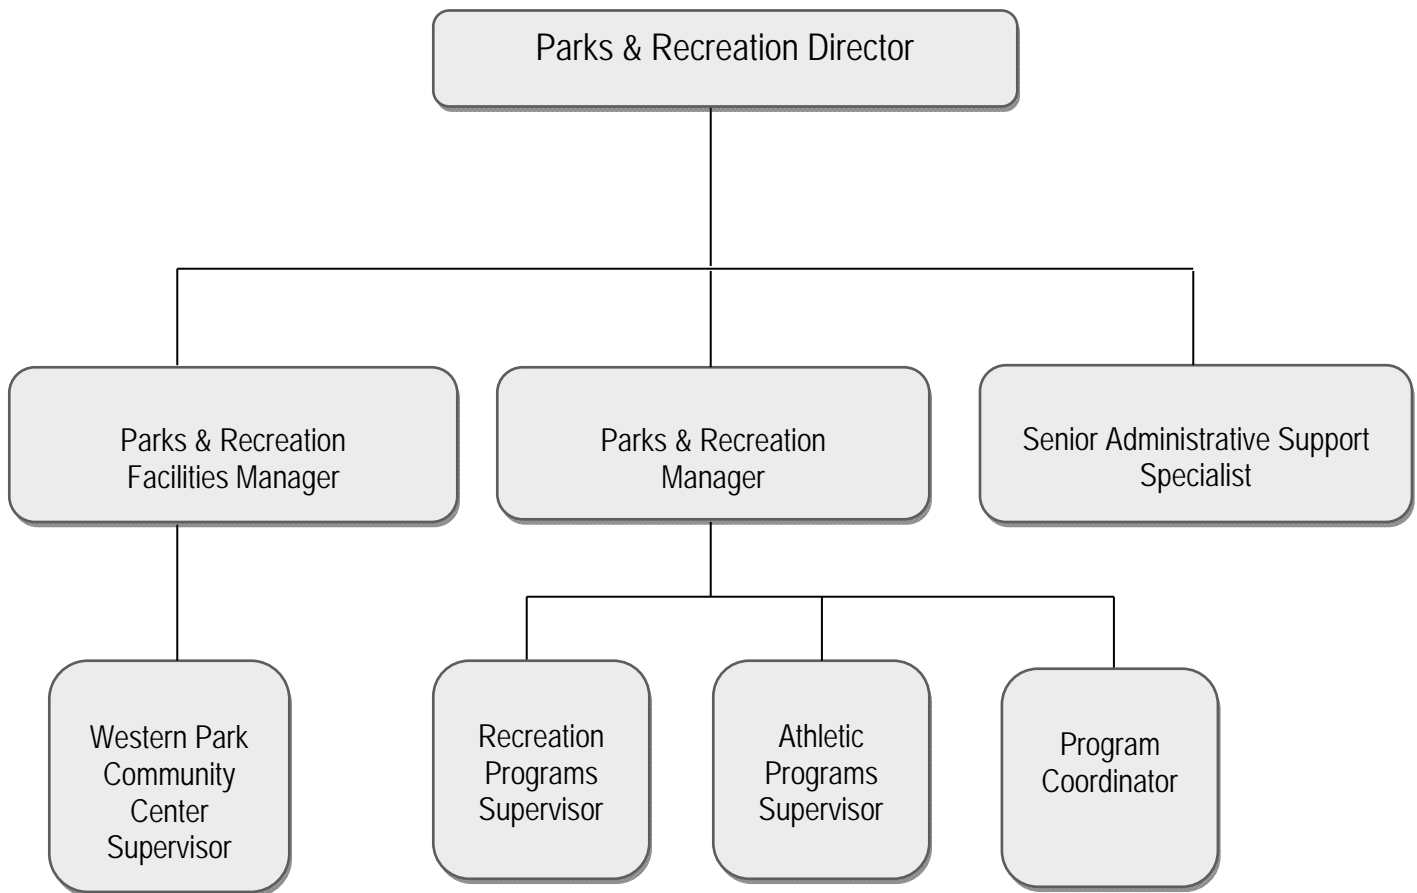 Parks & Recreation Director
Parks & Recreation
Facilities Manager
Parks & Recreation
Manager
Senior Administrative Support
Specialist
Western Park
Community
Center
Supervisor
Recreation
Programs
Supervisor
Athletic
Programs
Supervisor
Program
Coordinator